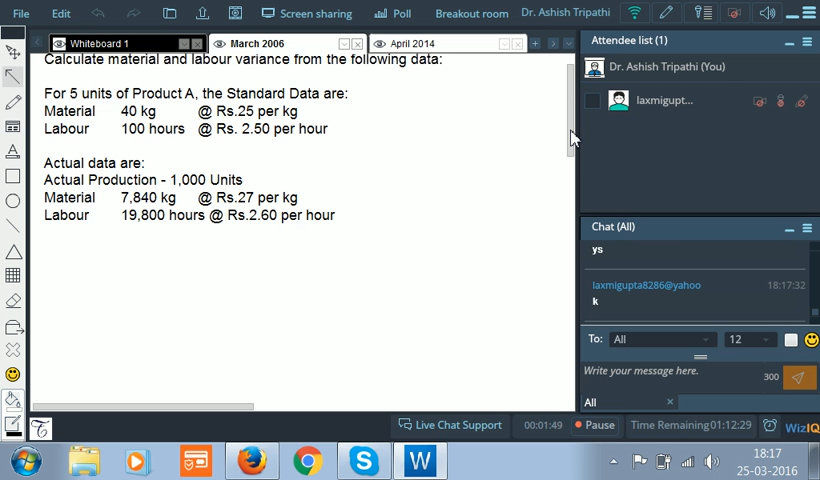 File Edit Screen sharing Poll Breakout room Dr. Ashish Tripathi
Whiteboard 1 March 2006 April 2014
Calculate material and labour variance from the following data:
For 5 units of Product A, the Standard Data are:
Material 40 kg @ Rs.25 per kg
Labour 100 hours @ Rs. 2.50 per hour
Actual data are:
Actual Production - 1,000 Units
Material 7,840 kg @ Rs.27 per kg
Labour 19,800 hours @ Rs.2.60 per hour
Attendee list (1)
Dr. Ashish Tripathi (You)
laxmigupt...
Chat (All)
ys
laxmigupta8286@yahoo 18:17:32
k
To: All 12
Write your message here. 300
All
Live Chat Support 00:01:49 Pause Time Remaining 01:12:29 WizIQ
18:17
25-03-2016